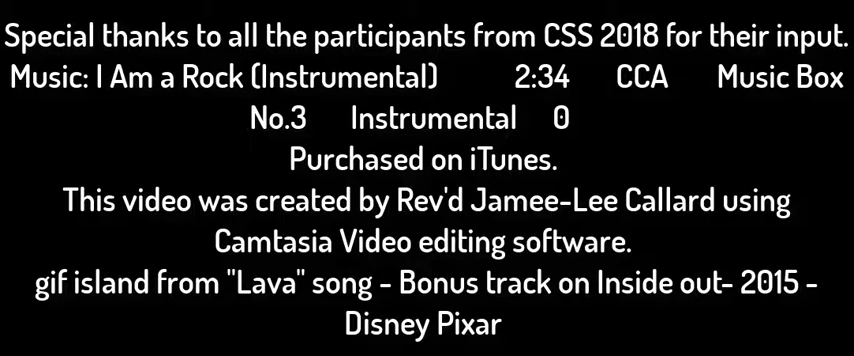 Special thanks to all the participants from CSS 2018 for their input.
Music: I Am a Rock (Instrumental) 2:34 CCA Music Box
No.3 Instrumental 0
Purchased on iTunes.
This video was created by Rev'd Jamee-Lee Callard using
Camtasia Video editing software.
gif island from "Lava" song - Bonus track on Inside out- 2015 -
Disney Pixar